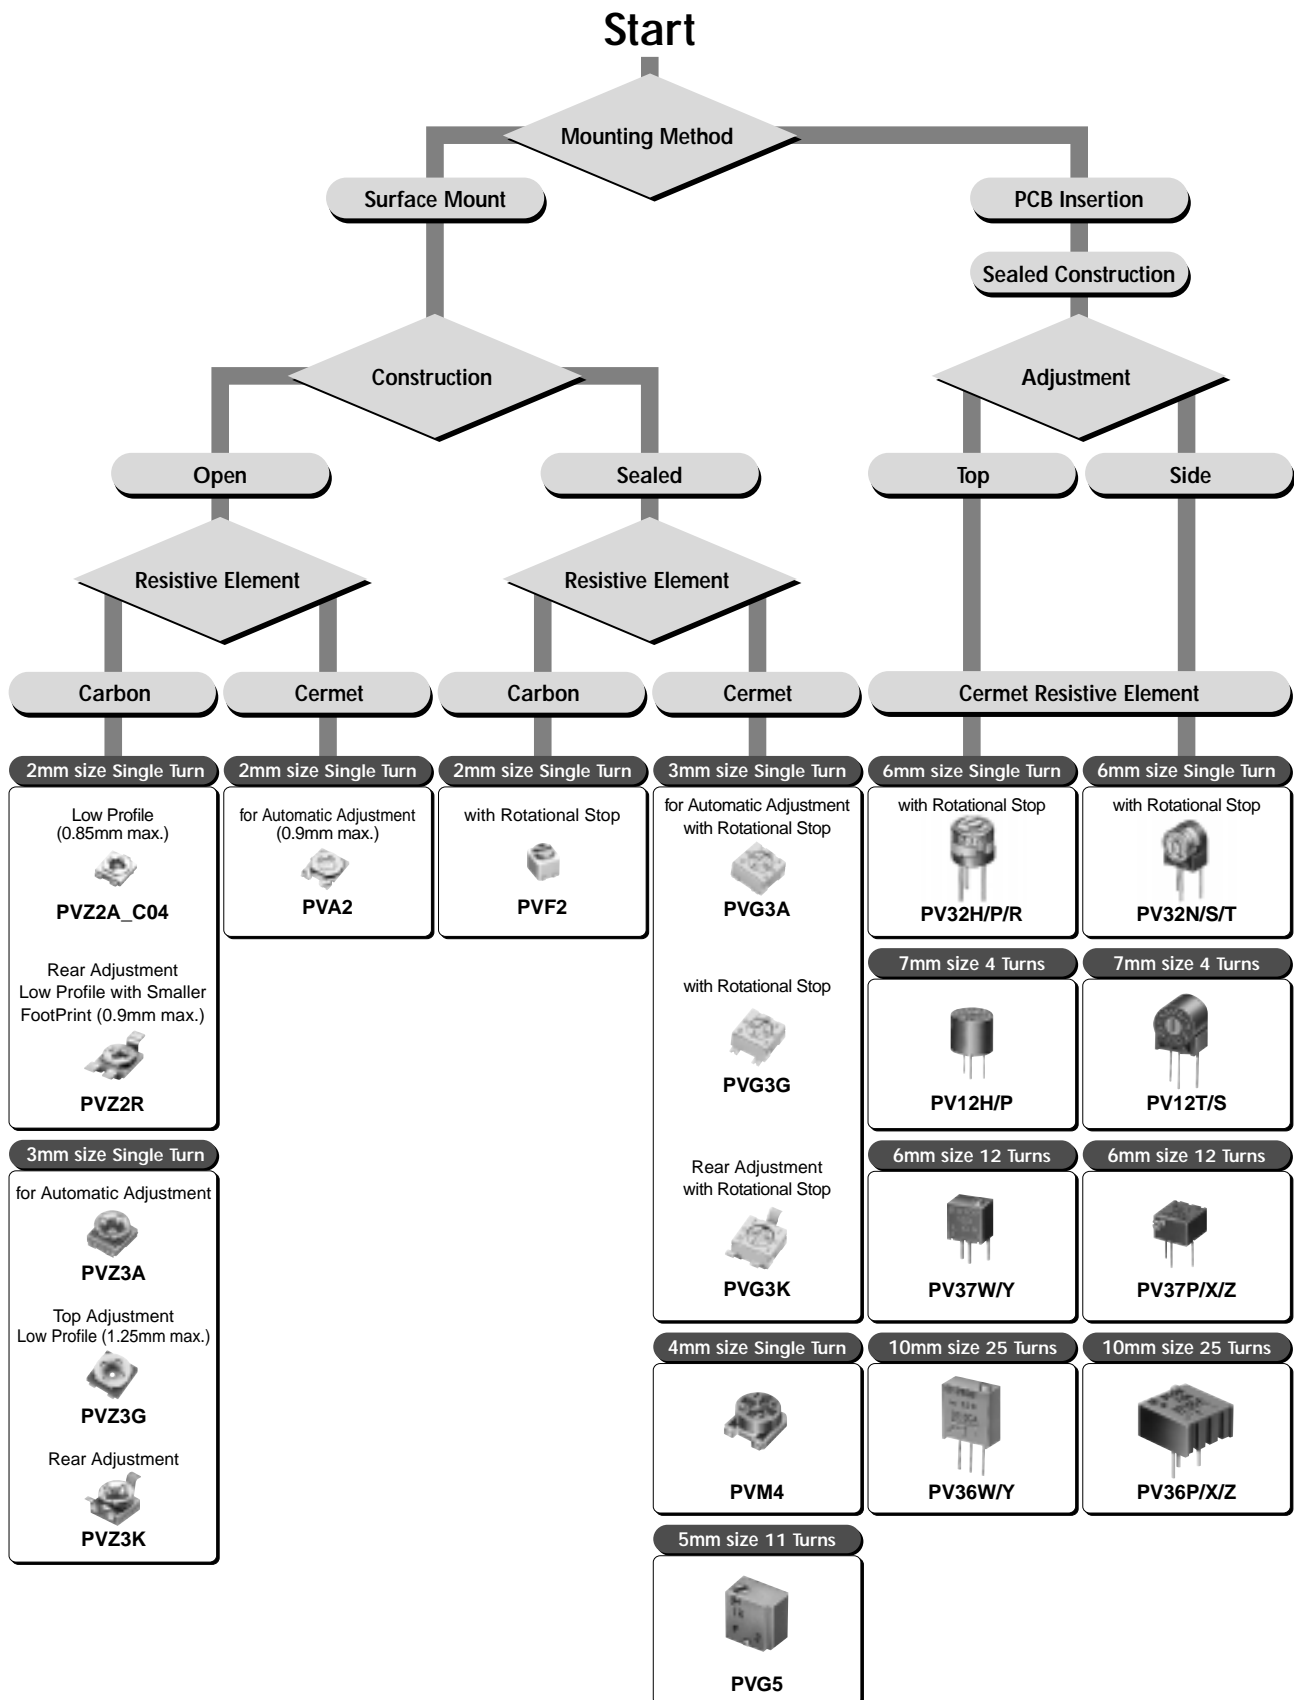 Start
Mounting Method
Surface Mount
PCB Insertion
Sealed Construction
Construction
Adjustment
Open
Sealed
Top
Side
Resistive Element
Resistive Element
Carbon
Cermet
Carbon
Cermet
Cermet Resistive Element
2mm size Single Turn
Low Profile
(0.85mm max.)
PVZ2A_C04
Rear Adjustment
Low Profile with Smaller
FootPrint (0.9mm max.)
PVZ2R
3mm size Single Turn
for Automatic Adjustment
PVZ3A
Top Adjustment
Low Profile (1.25mm max.)
PVZ3G
Rear Adjustment
PVZ3K
2mm size Single Turn
for Automatic Adjustment
(0.9mm max.)
PVA2
2mm size Single Turn
with Rotational Stop
PVF2
3mm size Single Turn
for Automatic Adjustment
with Rotational Stop
PVG3A
with Rotational Stop
PVG3G
Rear Adjustment
with Rotational Stop
PVG3K
4mm size Single Turn
PVM4
5mm size 11 Turns
PVG5
6mm size Single Turn
with Rotational Stop
PV32H/P/R
7mm size 4 Turns
PV12H/P
6mm size 12 Turns
PV37W/Y
10mm size 25 Turns
PV36W/Y
6mm size Single Turn
with Rotational Stop
PV32N/S/T
7mm size 4 Turns
PV12T/S
6mm size 12 Turns
PV37P/X/Z
10mm size 25 Turns
PV36P/X/Z